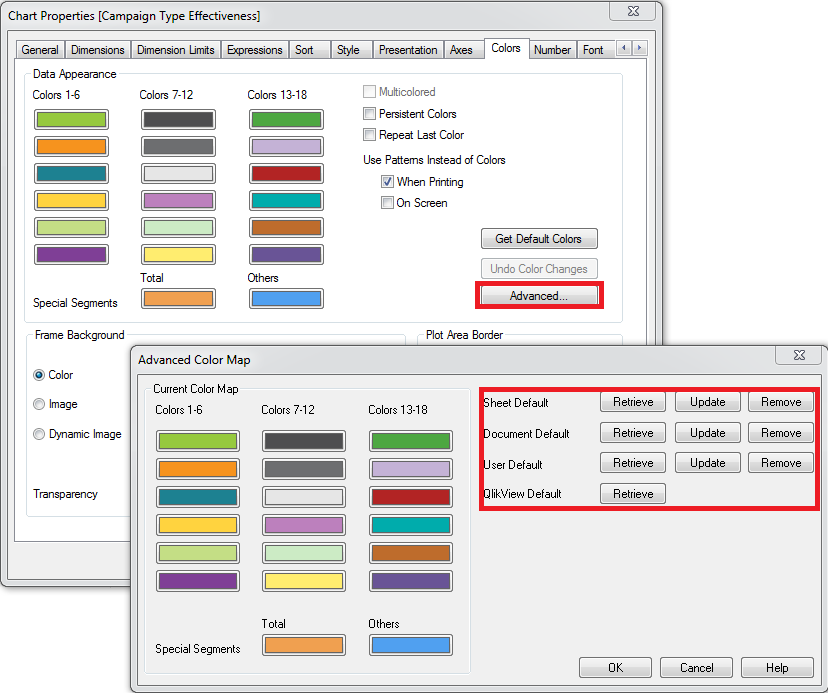 Chart Properties [Campaign Type Effectiveness]
General Dimensions Dimension Limits Expressions Sort Style Presentation Axes Colors Number Font
Data Appearance
Colors 1-6 Colors 7-12 Colors 13-18
Multicolored
Persistent Colors
Repeat Last Color
Use Patterns Instead of Colors
When Printing
On Screen
Get Default Colors
Undo Color Changes
Advanced...
Total Others
Special Segments
Frame Background
Plot Area Border
Color
Image
Dynamic Image
Transparency
Advanced Color Map
Current Color Map
Colors 1-6 Colors 7-12 Colors 13-18
Total Others
Special Segments
Sheet Default Retrieve Update Remove
Document Default Retrieve Update Remove
User Default Retrieve Update Remove
QlikView Default Retrieve
OK Cancel Help